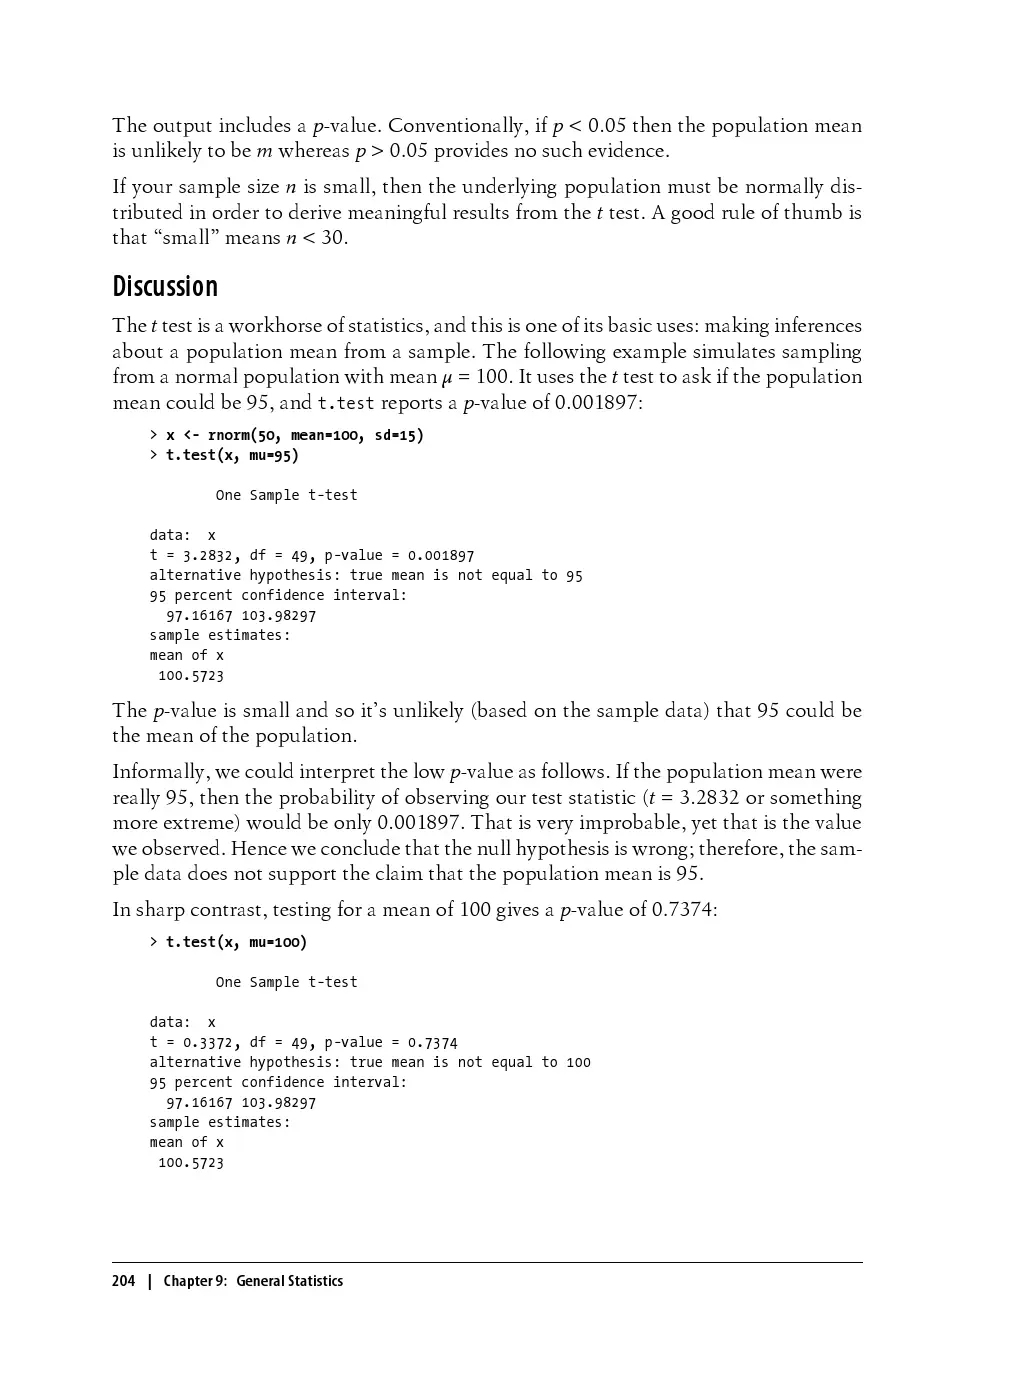 The output includes a p-value. Conventionally, if p < 0.05 then the population mean
is unlikely to be m whereas p > 0.05 provides no such evidence.
If your sample size n is small, then the underlying population must be normally dis-
tributed in order to derive meaningful results from the t test. A good rule of thumb is
that “small” means n < 30.
Discussion
The t test is a workhorse of statistics, and this is one of its basic uses: making inferences
about a population mean from a sample. The following example simulates sampling
from a normal population with mean μ = 100. It uses the t test to ask if the population
mean could be 95, and t.test reports a p-value of 0.001897:
> x <- rnorm(50, mean=100, sd=15)
> t.test(x, mu=95)
One Sample t-test
data:  x
t = 3.2832, df = 49, p-value = 0.001897
alternative hypothesis: true mean is not equal to 95
95 percent confidence interval:
97.16167 103.98297
sample estimates:
mean of x
100.5723
The p-value is small and so it’s unlikely (based on the sample data) that 95 could be
the mean of the population.
Informally, we could interpret the low p-value as follows. If the population mean were
really 95, then the probability of observing our test statistic (t = 3.2832 or something
more extreme) would be only 0.001897. That is very improbable, yet that is the value
we observed. Hence we conclude that the null hypothesis is wrong; therefore, the sam-
ple data does not support the claim that the population mean is 95.
In sharp contrast, testing for a mean of 100 gives a p-value of 0.7374:
> t.test(x, mu=100)
One Sample t-test
data:  x
t = 0.3372, df = 49, p-value = 0.7374
alternative hypothesis: true mean is not equal to 100
95 percent confidence interval:
97.16167 103.98297
sample estimates:
mean of x
100.5723
204 | Chapter 9: General Statistics